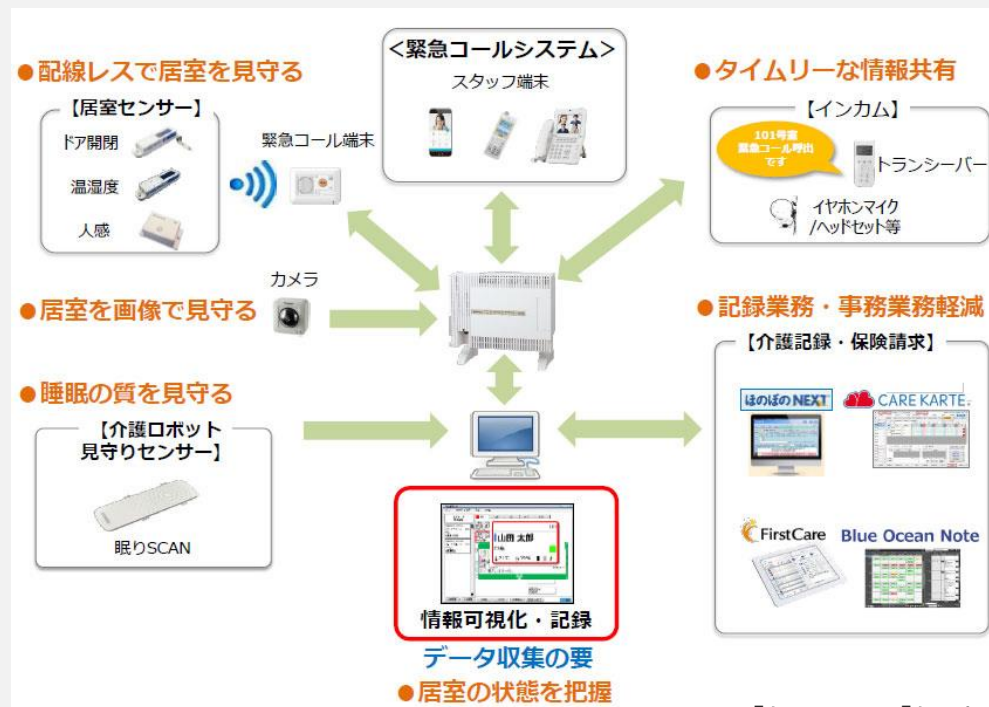 <緊急コールシステム>
スタッフ端末
●配線レスで居室を見守る
【居室センサー】
ドア開閉
温湿度
人感
緊急コール端末
●タイムリーな情報共有
【インカム】
101号室
緊急コール呼出
です
トランシーバー
イヤホンマイク
/ヘッドセット等
カメラ
●居室を画像で見守る
●記録業務・事務業務軽減
【介護記録・保険請求】
ほのぼのNEXT
CARE KARTE
FirstCare
Blue Ocean Note
●睡眠の質を見守る
【介護ロボット
見守りセンサー】
眠りSCAN
山田 太郎
情報可視化・記録
データ収集の要
●居室の状態を把握